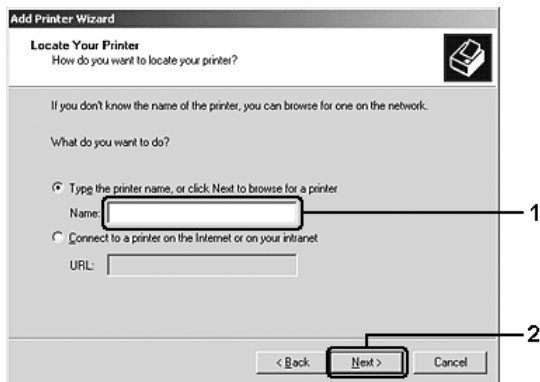 Add Printer Wizard
Locate Your Printer
How do you want to locate your printer?
If you don't know the name of the printer, you can browse for one on the network.
What do you want to do?
Type the printer name, or click Next to browse for a printer
Name:
1
Connect to a printer on the Internet or on your intranet
URL:
2
< Back Next > Cancel